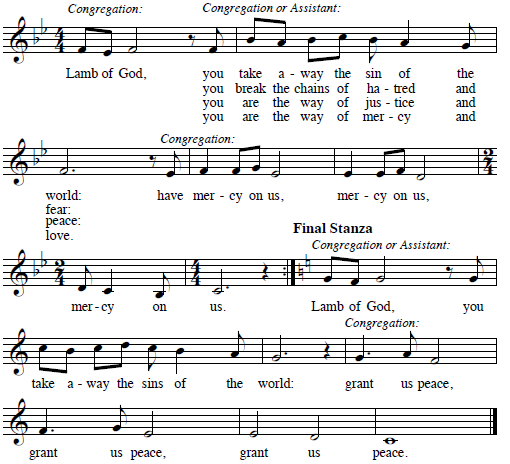 Congregation: Congregation or Assistant:
Lamb of God, you take a - way the sin of the
you break the chains of ha - tred and
you are the way of jus - tice and
you are the way of mer - cy and
Congregation:
world: have mer - cy on us, mer - cy on us,
fear:
peace:
love.
Final Stanza
Congregation or Assistant:
mer - cy on us. Lamb of God, you
Congregation:
take a - way the sins of the world: grant us peace,
grant us peace, grant us peace.